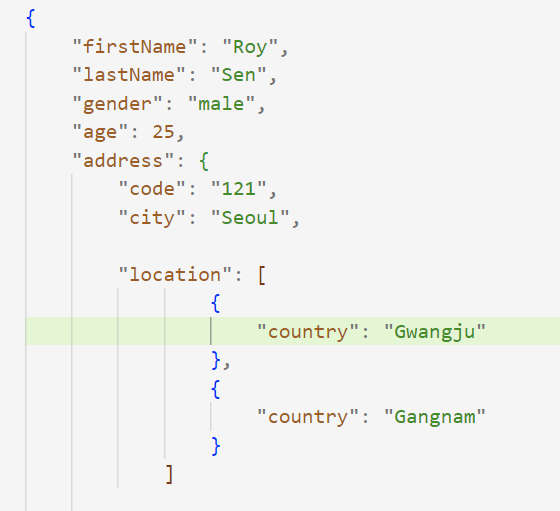 {
"firstName": "Roy",
"lastName": "Sen",
"gender": "male",
"age": 25,
"address": {
"code": "121",
"city": "Seoul",
"location": [
{
"country": "Gwangju"
},
{
"country": "Gangnam"
}
]